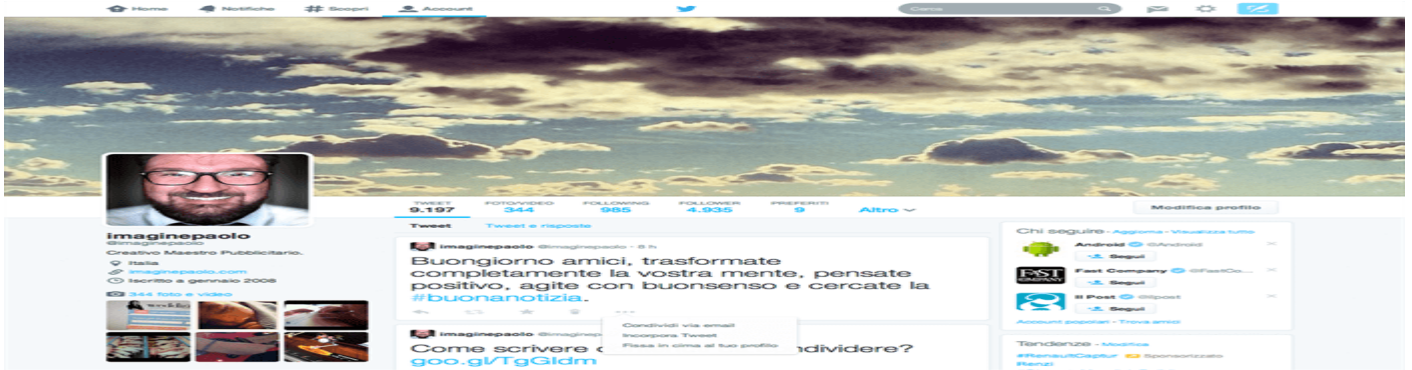 Home Notifiche Scopri Account Cerca
TWEET FOTO/VIDEO FOLLOWING FOLLOWER PREFERITI
9.197 344 985 4.935 9 Altro
Modifica profilo
imaginepaolo
@imaginepaolo
Creativo Maestro Pubblicitario.
Italia
imaginepaolo.com
Iscritto a gennaio 2008
344 foto e video
Tweet Tweet e risposte
imaginepaolo @imaginepaolo · 8 h
Buongiorno amici, trasformate
completamente la vostra mente, pensate
positivo, agite con buonsenso e cercate la
#buonanotizia.
Condividi via email
Incorpora Tweet
Fissa in cima al tuo profilo
imaginepaolo @imaginep
Come scrivere ndividere?
goo.gl/TgGIdm
Chi seguire · Aggiorna · Visualizza tutto
Android @Android
Segui
FAST COMPANY
Fast Company @FastCo...
Segui
Il Post @ilpost
Segui
Account popolari · Trova amici
Tendenze · Modifica
#RenaultCaptur Sponsorizzato
Renzi